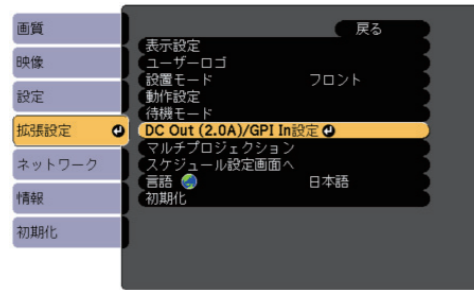 画質
映像
設定
拡張設定
ネットワーク
情報
初期化
戻る
表示設定
ユーザーロゴ
設置モード フロント
動作設定
待機モード
DC Out (2.0A)/GPI In設定
マルチプロジェクション
スケジュール設定画面へ
言語 日本語
初期化